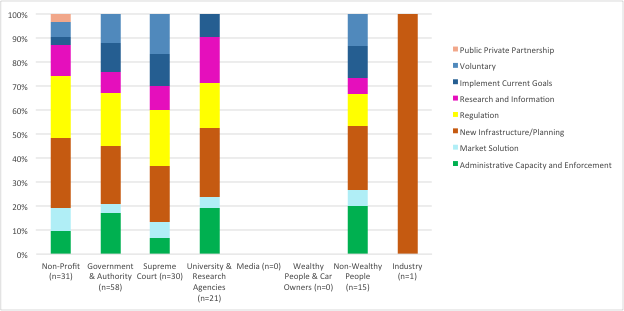 100%
90%
80%
70%
60%
50%
40%
30%
20%
10%
0%
Non-Profit
(n=31)
Government
& Authority
(n=58)
Supreme
Court (n=30)
University &
Research
Agencies
(n=21)
Media (n=0)
Wealthy
People & Car
Owners (n=0)
Non-Wealthy
People
(n=15)
Industry
(n=1)
Public Private Partnership
Voluntary
Implement Current Goals
Research and Information
Regulation
New Infrastructure/Planning
Market Solution
Administrative Capacity and Enforcement